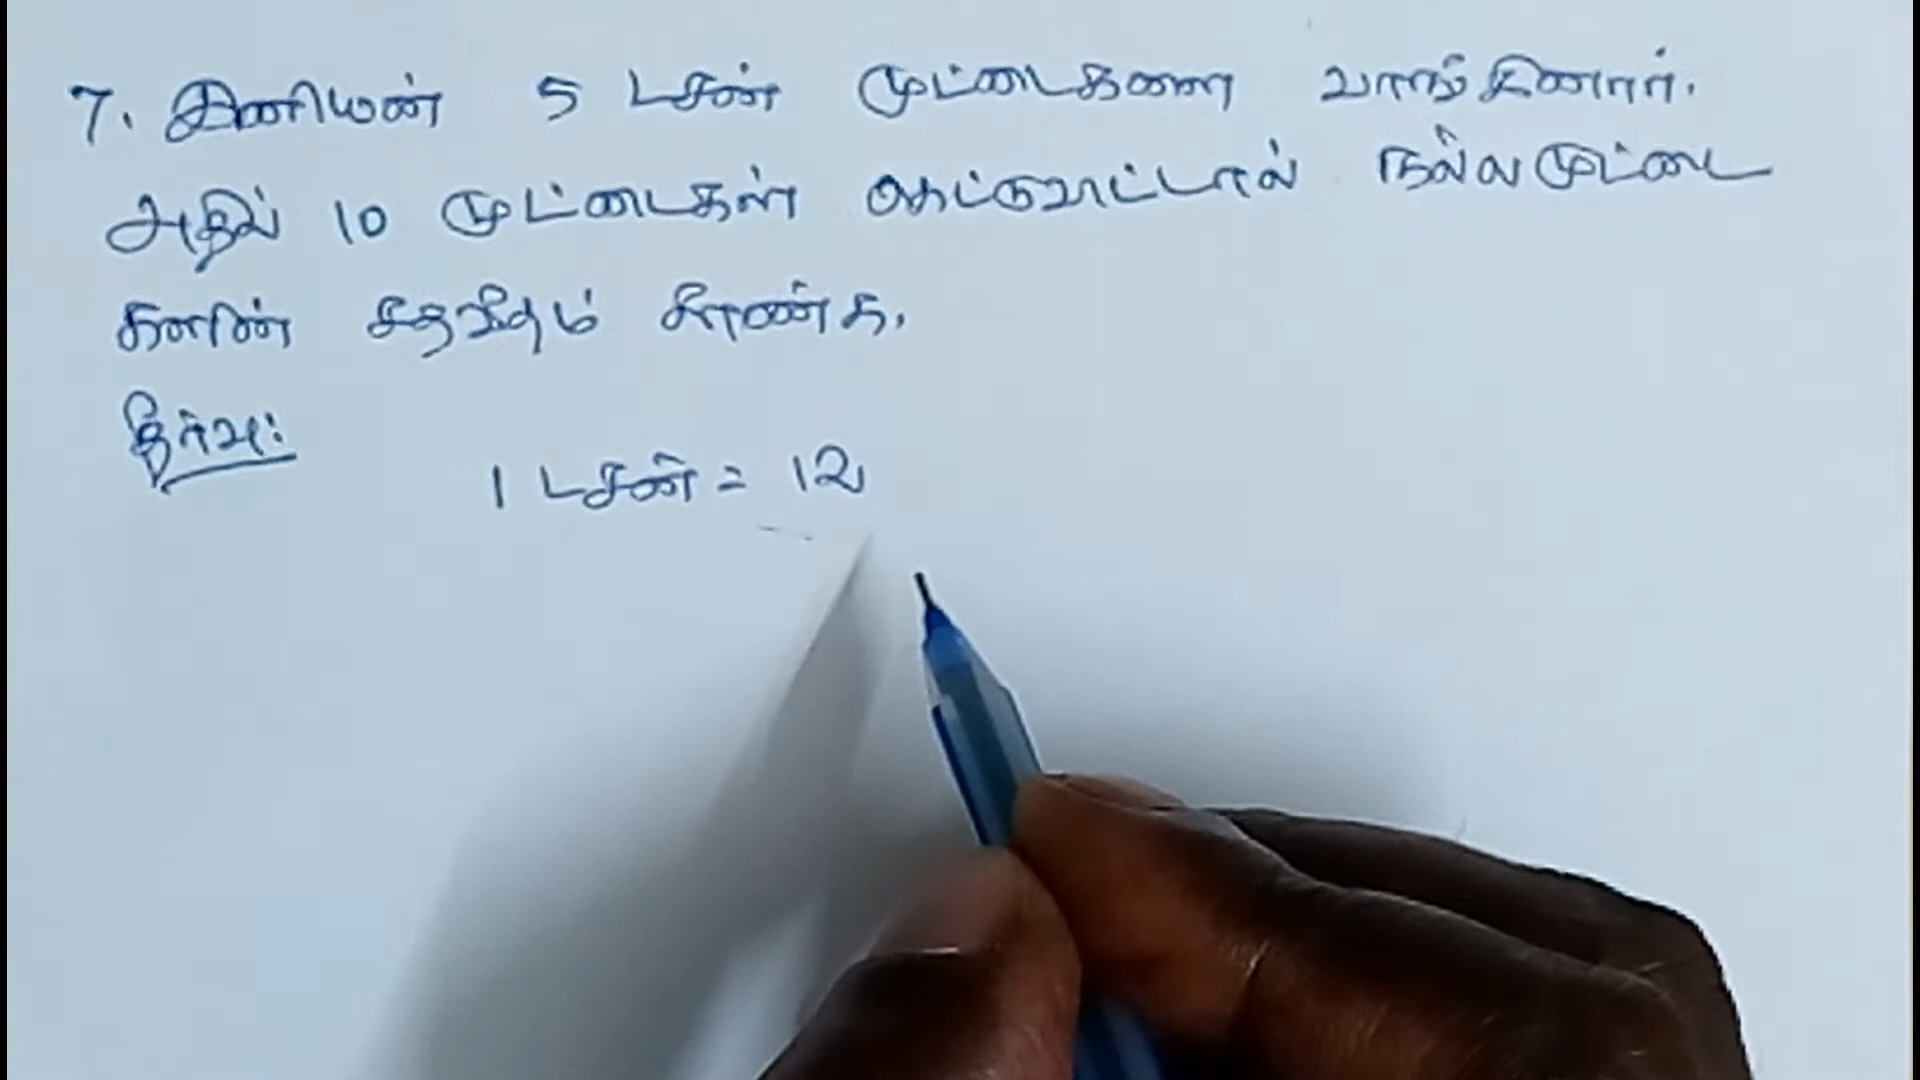 7. இனியன் 5 டசன் முட்டைகளை வாங்கினார்.
அதில் 10 முட்டைகள் கெட்டுவிட்டால் நல்ல முட்டை
களின் சதவீதம் காண்க.
தீர்வு:
1 டசன் = 12